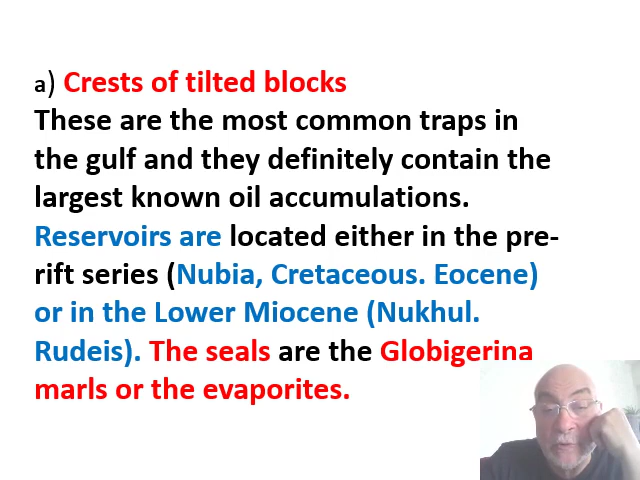 a) Crests of tilted blocks
These are the most common traps in
the gulf and they definitely contain the
largest known oil accumulations.
Reservoirs are located either in the pre-
rift series (Nubia, Cretaceous. Eocene)
or in the Lower Miocene (Nukhul.
Rudeis). The seals are the Globigerina
marls or the evaporites.